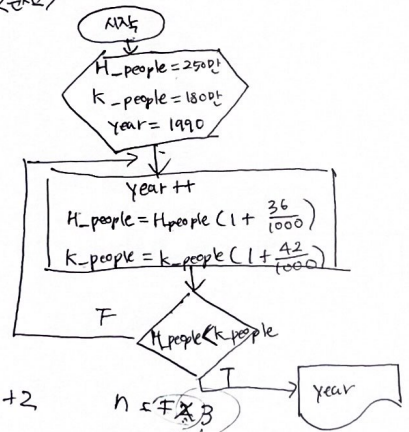 시작
H_people = 250만
K_people = 180만
year = 1990
year ++
H_people = Hpeople (1 + 36/1000)
K_people = k_people (1 + 42/1000)
F
H_people < k_people
T
year
+2